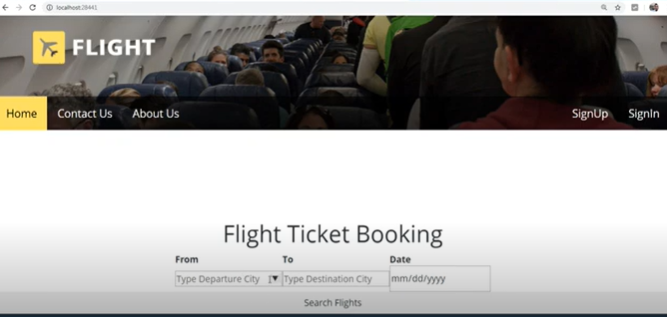 localhost:28441
FLIGHT
Home Contact Us About Us SignUp SignIn
Flight Ticket Booking
From To Date
Type Departure City Type Destination City mm/dd/yyyy
Search Flights